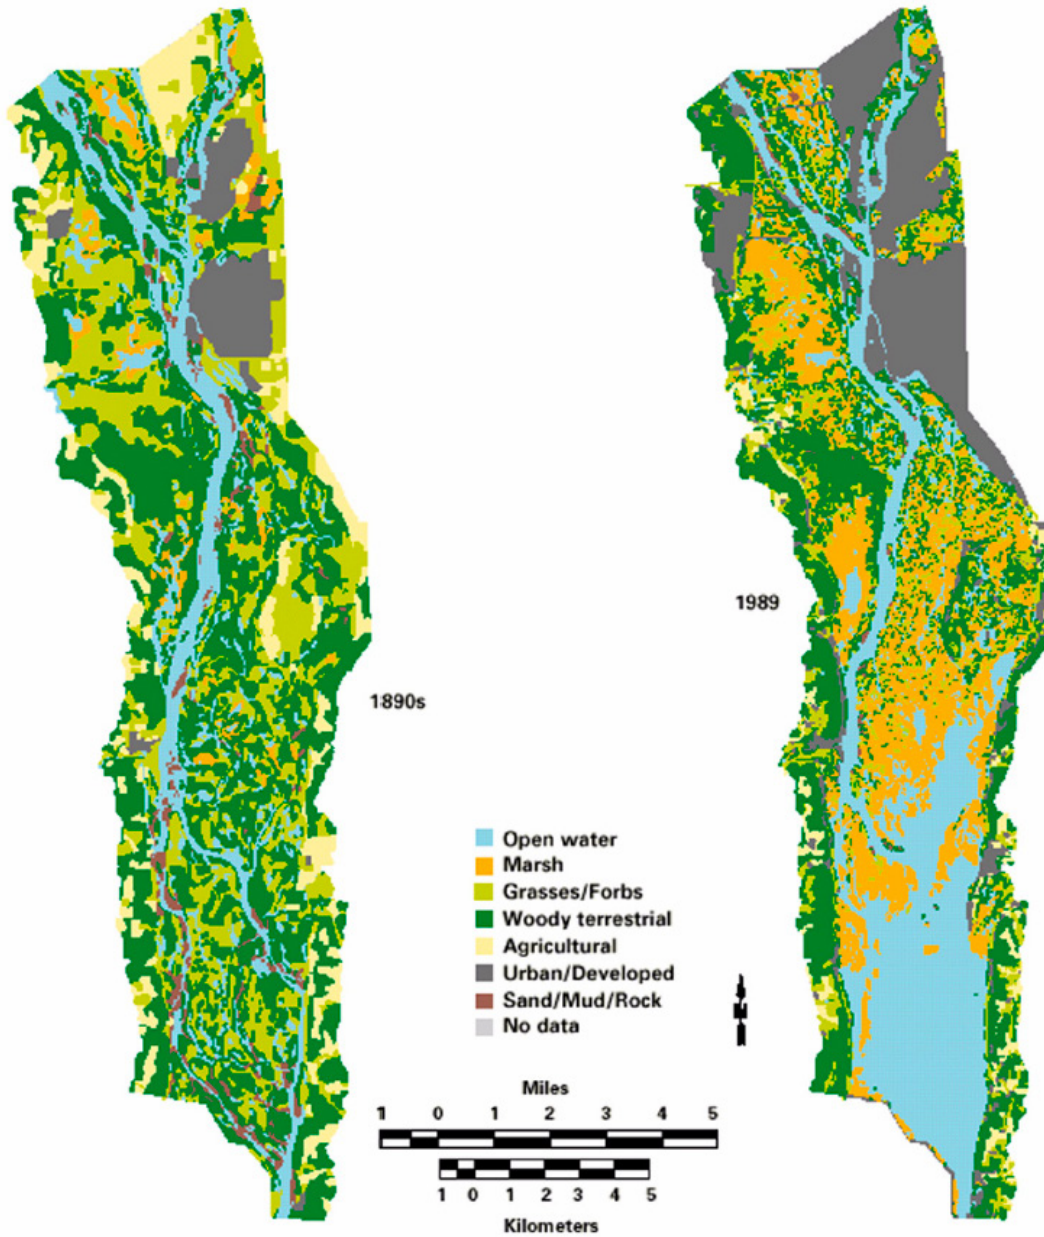 1989
1890s
Open water
Marsh
Grasses/Forbs
Woody terrestrial
Agricultural
Urban/Developed
Sand/Mud/Rock
No data
Miles
1 0 1 2 3 4 5
1 0 1 2 3 4 5
Kilometers